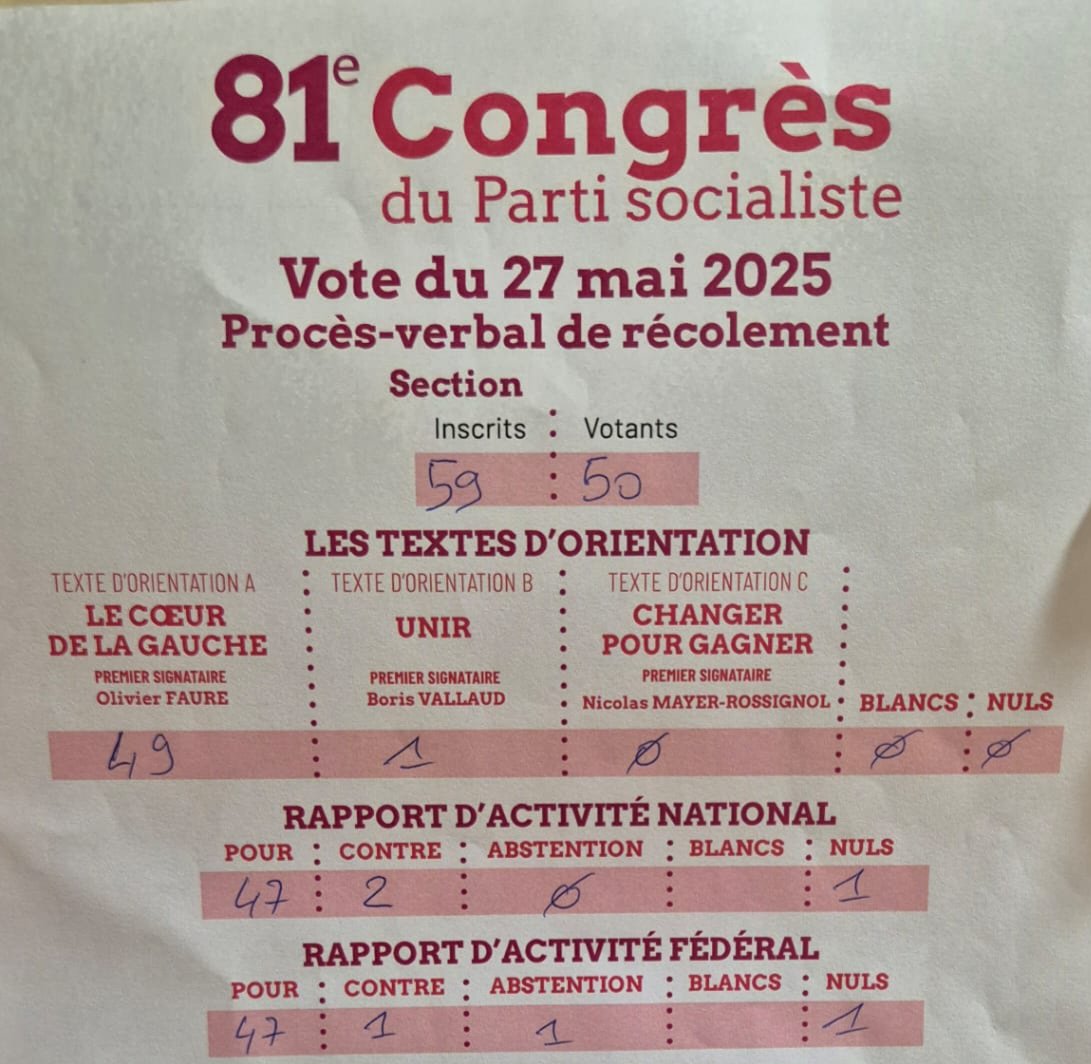 81e Congrès
du Parti socialiste
Vote du 27 mai 2025
Procès-verbal de récolement
Section
Inscrits Votants
59 50
LES TEXTES D'ORIENTATION
TEXTE D'ORIENTATION A TEXTE D'ORIENTATION B TEXTE D'ORIENTATION C
LE CŒUR DE LA GAUCHE UNIR CHANGER POUR GAGNER
PREMIER SIGNATAIRE PREMIER SIGNATAIRE PREMIER SIGNATAIRE
Olivier FAURE Boris VALLAUD Nicolas MAYER-ROSSIGNOL BLANCS NULS
49 1 Ø Ø Ø
RAPPORT D'ACTIVITÉ NATIONAL
POUR CONTRE ABSTENTION BLANCS NULS
47 2 Ø 1
RAPPORT D'ACTIVITÉ FÉDÉRAL
POUR CONTRE ABSTENTION BLANCS NULS
47 1 1 1